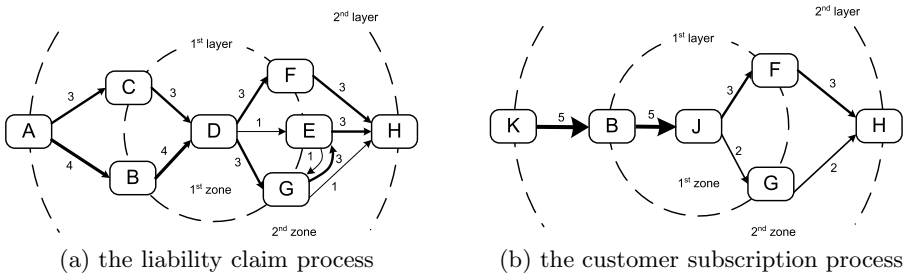 2nd layer
1st layer
A
C
B
D
F
E
G
H
3
4
3
4
3
1
3
3
3
1
3
1
1st zone
2nd zone
(a) the liability claim process
2nd layer
1st layer
K
B
J
F
G
H
5
5
3
2
3
2
1st zone
2nd zone
(b) the customer subscription process